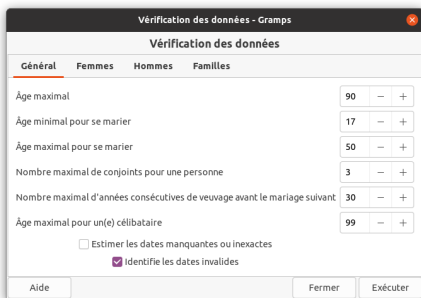 Vérification des données - Gramps
Vérification des données
Général Femmes Hommes Familles
Âge maximal 90
Âge minimal pour se marier 17
Âge maximal pour se marier 50
Nombre maximal de conjoints pour une personne 3
Nombre maximal d'années consécutives de veuvage avant le mariage suivant 30
Âge maximal pour un(e) célibataire 99
Estimer les dates manquantes ou inexactes
Identifie les dates invalides
Aide Fermer Exécuter